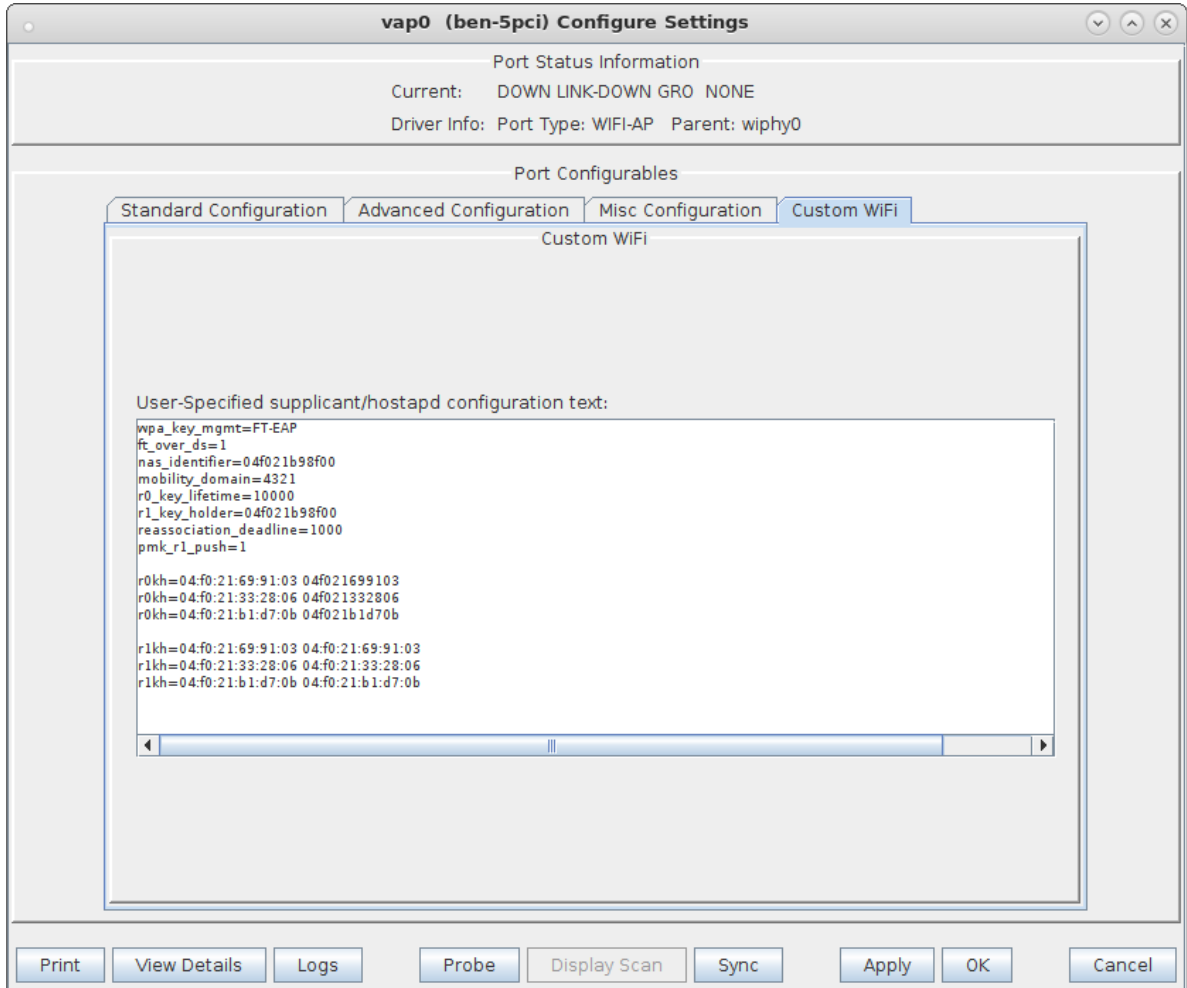 vap0 (ben-5pci) Configure Settings
Port Status Information
Current: DOWN LINK-DOWN GRO NONE
Driver Info: Port Type: WIFI-AP Parent: wiphy0
Port Configurables
Standard Configuration Advanced Configuration Misc Configuration Custom WiFi
Custom WiFi
User-Specified supplicant/hostapd configuration text:
wpa_key_mgmt=FT-EAP
ft_over_ds=1
nas_identifier=04f021b98f00
mobility_domain=4321
r0_key_lifetime=10000
r1_key_holder=04f021b98f00
reassociation_deadline=1000
pmk_r1_push=1
r0kh=04:f0:21:69:91:03 04f021699103
r0kh=04:f0:21:33:28:06 04f021332806
r0kh=04:f0:21:b1:d7:0b 04f021b1d70b
r1kh=04:f0:21:69:91:03 04:f0:21:69:91:03
r1kh=04:f0:21:33:28:06 04:f0:21:33:28:06
r1kh=04:f0:21:b1:d7:0b 04:f0:21:b1:d7:0b
Print View Details Logs Probe Display Scan Sync Apply OK Cancel